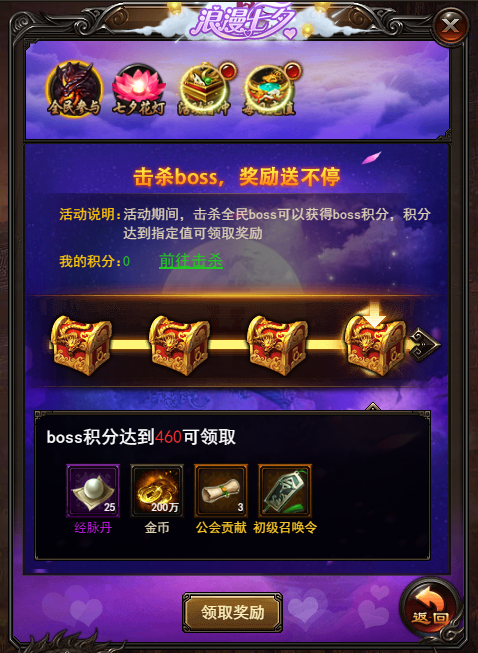 浪漫七夕
全民参与
七夕花灯
击杀boss，奖励送不停
活动说明:活动期间，击杀全民boss可以获得boss积分，积分
达到指定值可领取奖励
我的积分:0 前往击杀
boss积分达到460可领取
25 200万 3
经脉丹 金币 公会贡献 初级召唤令
领取奖励
返回